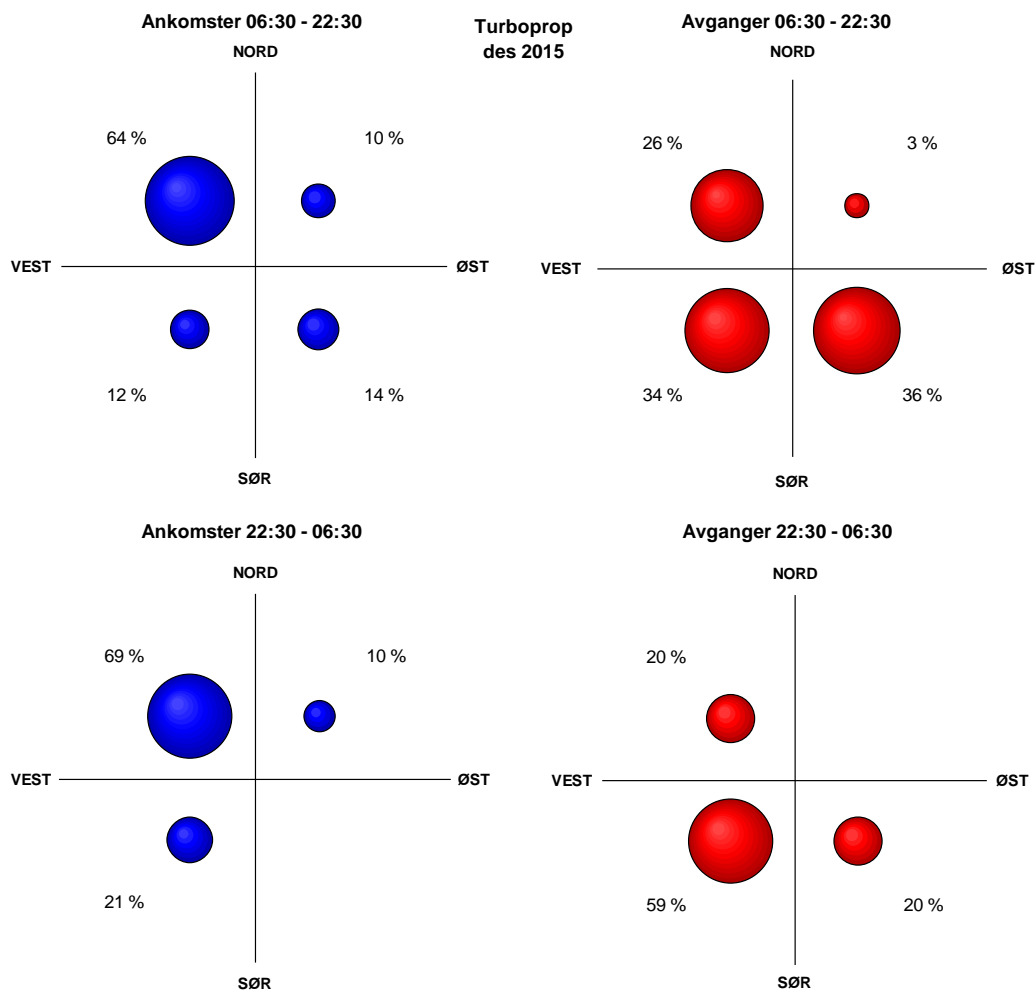 Ankomster 06:30 - 22:30
NORD
64 %
10 %
VEST
ØST
12 %
14 %
SØR
Turboprop
des 2015
Avganger 06:30 - 22:30
NORD
26 %
3 %
VEST
ØST
34 %
36 %
SØR
Ankomster 22:30 - 06:30
NORD
69 %
10 %
VEST
ØST
21 %
SØR
Avganger 22:30 - 06:30
NORD
20 %
VEST
ØST
59 %
20 %
SØR